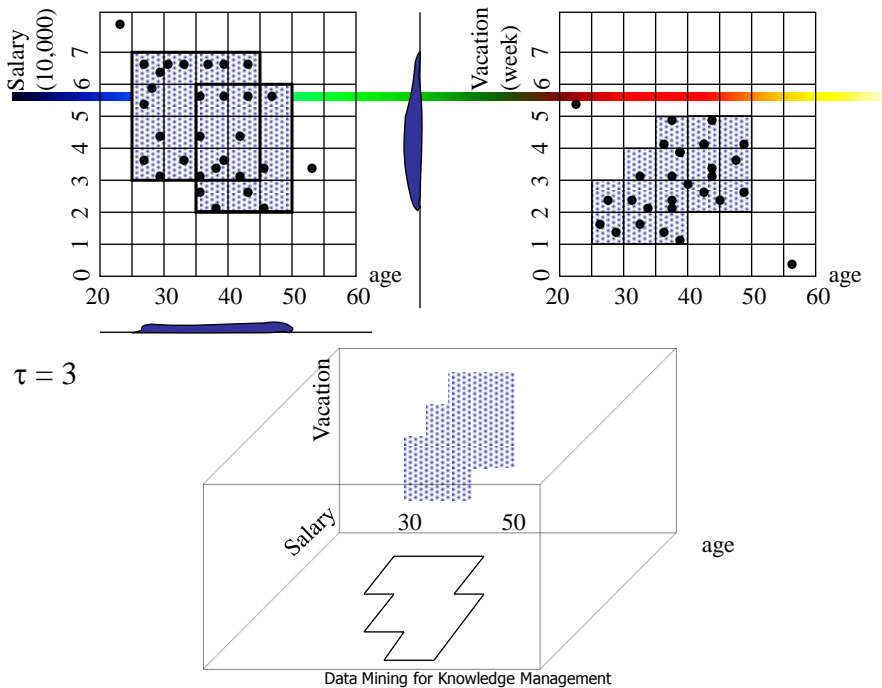 Salary
(10,000)
7
6
5
4
3
2
1
0
20
30
40
50
60
age
Vacation
(week)
7
6
5
4
3
2
1
0
20
30
40
50
60
age
τ = 3
Vacation
Salary
30
50
age
Data Mining for Knowledge Management